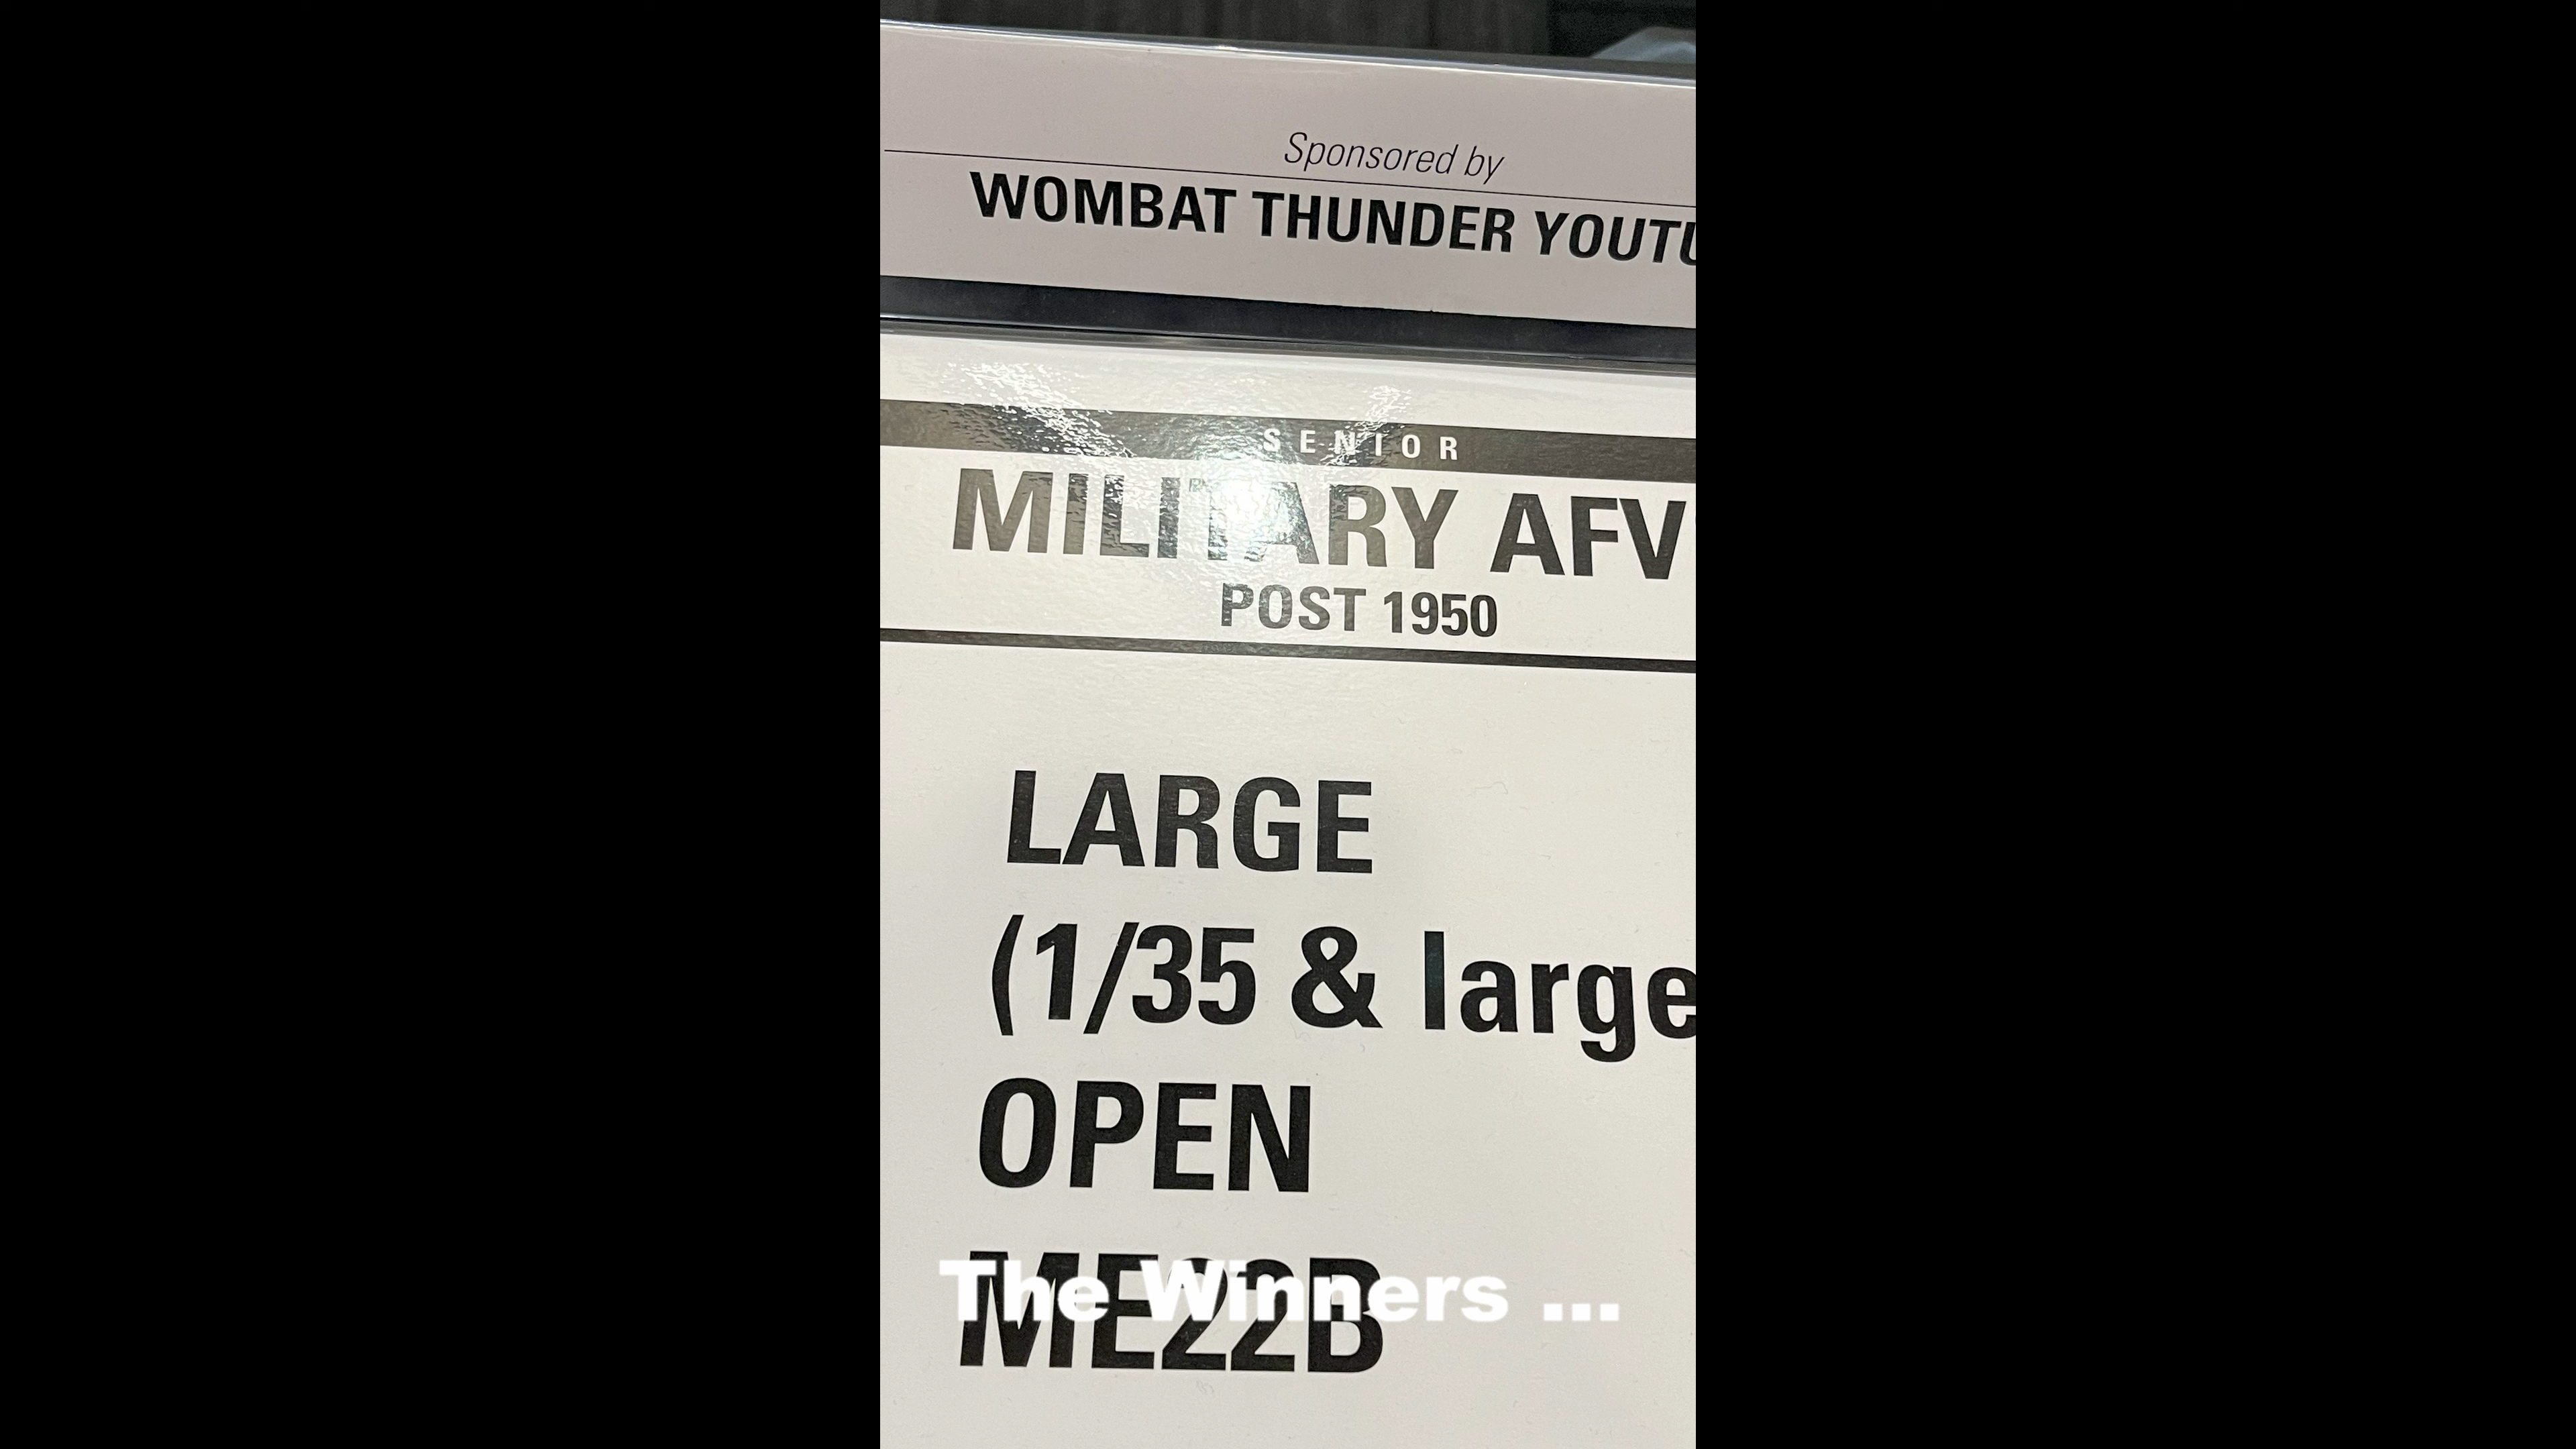 Sponsored by
WOMBAT THUNDER YOUTU
SENIOR
MILITARY AFV
POST 1950
LARGE
(1/35 & large
OPEN
ME22B
The Winners ...